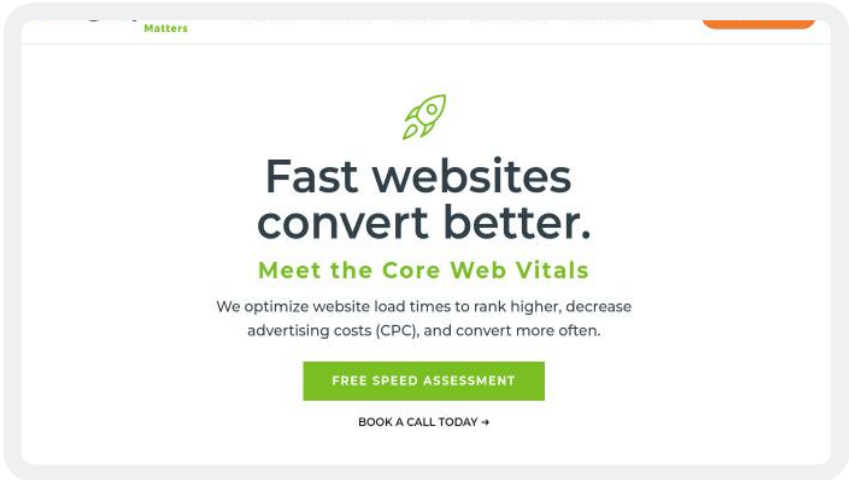 Matters
Fast websites
convert better.
Meet the Core Web Vitals
We optimize website load times to rank higher, decrease
advertising costs (CPC), and convert more often.
FREE SPEED ASSESSMENT
BOOK A CALL TODAY →